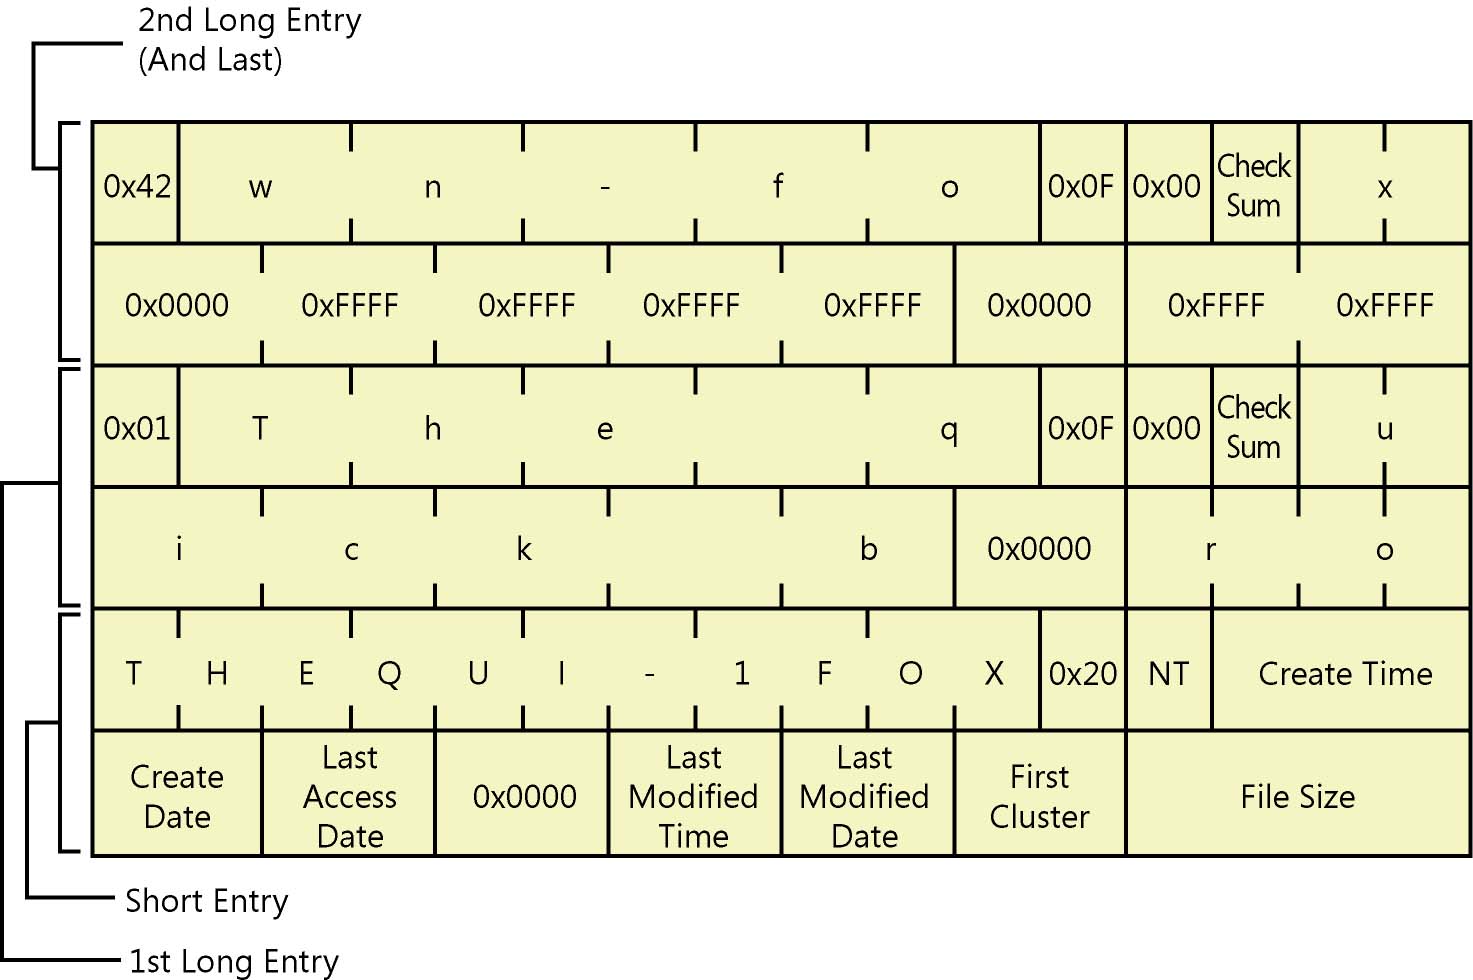 2nd Long Entry
(And Last)
0x42 w n - f o 0x0F 0x00 Check Sum x
0x0000 0xFFFF 0xFFFF 0xFFFF 0xFFFF 0x0000 0xFFFF 0xFFFF
0x01 T h e q 0x0F 0x00 Check Sum u
i c k b 0x0000 r o
T H E Q U I - 1 F O X 0x20 NT Create Time
Create Date Last Access Date 0x0000 Last Modified Time Last Modified Date First Cluster File Size
Short Entry
1st Long Entry